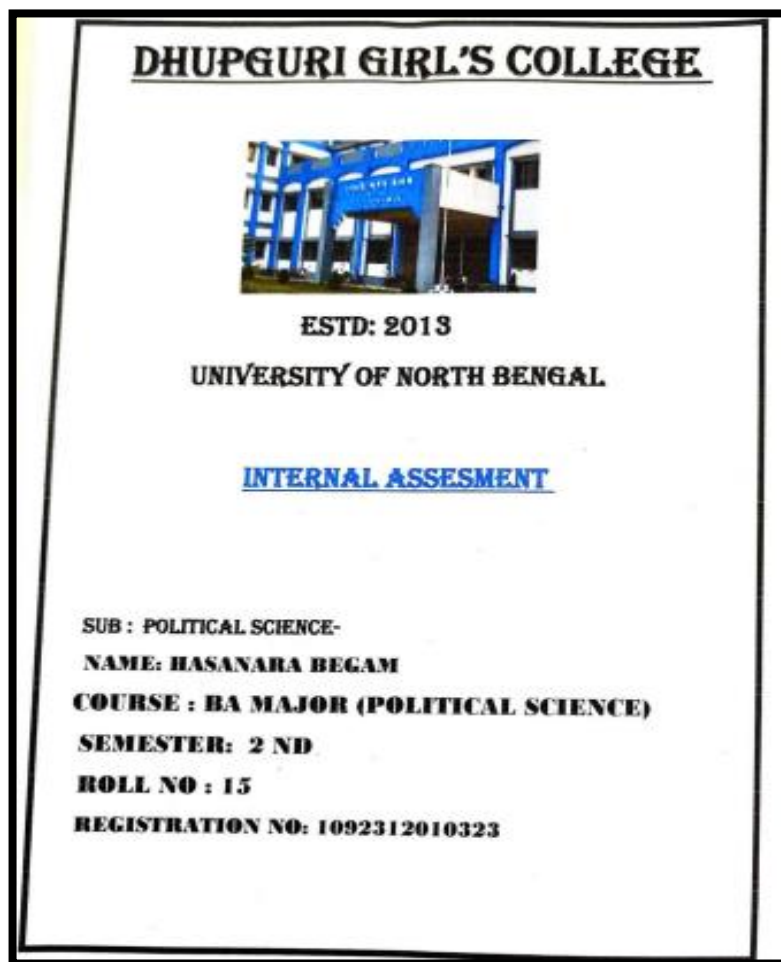 DHUPGURI GIRL'S COLLEGE
ESTD: 2013
UNIVERSITY OF NORTH BENGAL
INTERNAL ASSESMENT
SUB : POLITICAL SCIENCE-
NAME: HASANARA BEGAM
COURSE : BA MAJOR (POLITICAL SCIENCE)
SEMESTER: 2 ND
ROLL NO : 15
REGISTRATION NO: 1092312010323